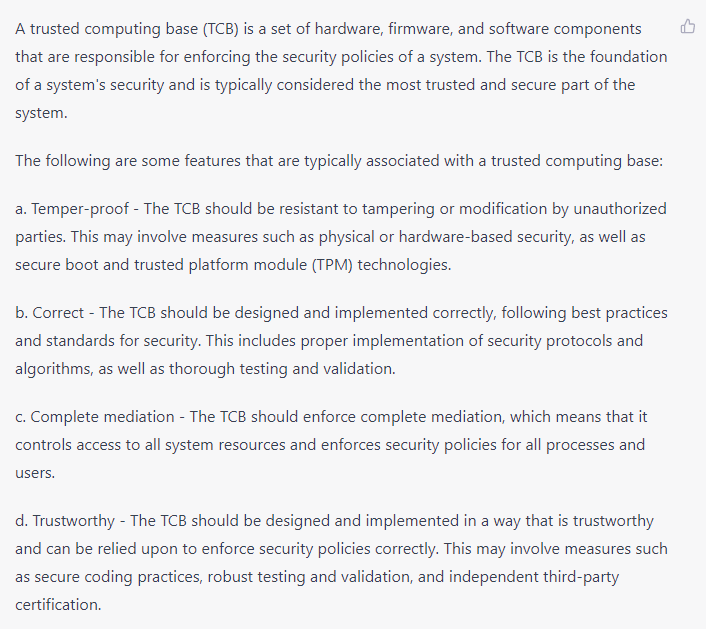 A trusted computing base (TCB) is a set of hardware, firmware, and software components
that are responsible for enforcing the security policies of a system. The TCB is the foundation
of a system's security and is typically considered the most trusted and secure part of the
system.
The following are some features that are typically associated with a trusted computing base:
a. Temper-proof - The TCB should be resistant to tampering or modification by unauthorized
parties. This may involve measures such as physical or hardware-based security, as well as
secure boot and trusted platform module (TPM) technologies.
b. Correct - The TCB should be designed and implemented correctly, following best practices
and standards for security. This includes proper implementation of security protocols and
algorithms, as well as thorough testing and validation.
c. Complete mediation - The TCB should enforce complete mediation, which means that it
controls access to all system resources and enforces security policies for all processes and
users.
d. Trustworthy - The TCB should be designed and implemented in a way that is trustworthy
and can be relied upon to enforce security policies correctly. This may involve measures such
as secure coding practices, robust testing and validation, and independent third-party
certification.